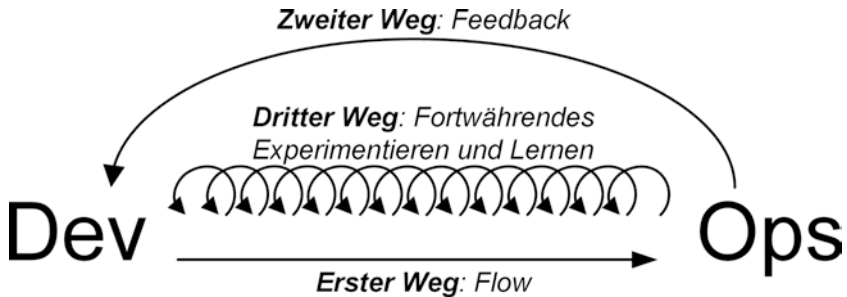 Zweiter Weg: Feedback
Dritter Weg: Fortwährendes
Experimentieren und Lernen
Dev
Ops
Erster Weg: Flow